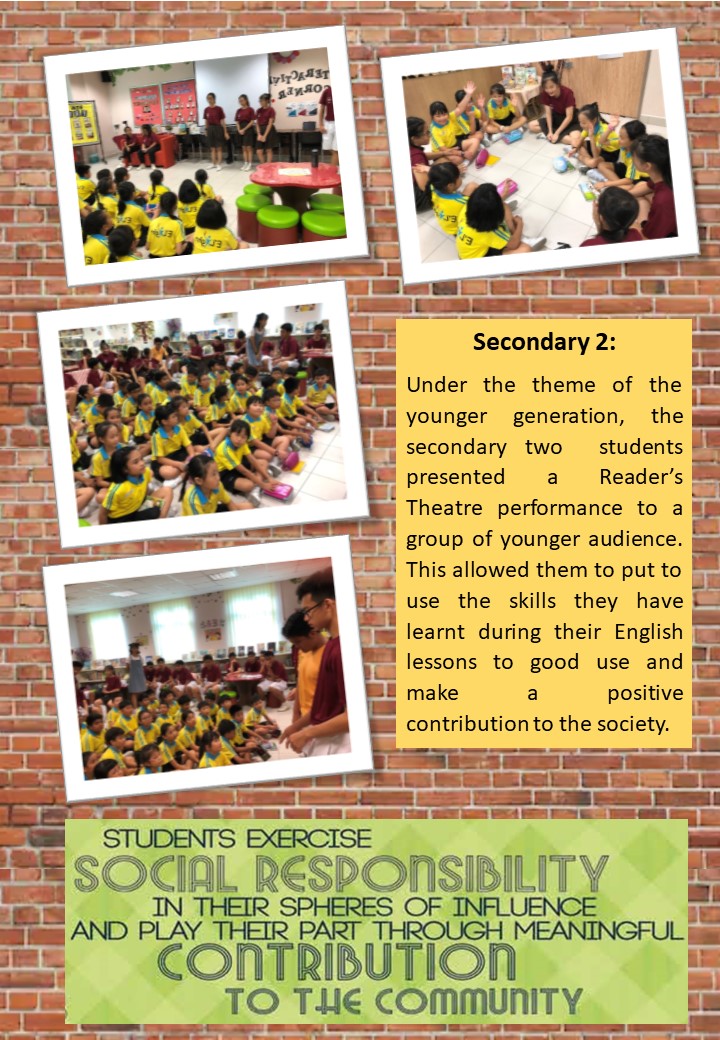 INTERACTIVE
CORNER
Secondary 2:
Under the theme of the
younger generation, the
secondary two students
presented a Reader's
Theatre performance to a
group of younger audience.
This allowed them to put to
use the skills they have
learnt during their English
lessons to good use and
make a positive
contribution to the society.
STUDENTS EXERCISE
SOCIAL RESPONSIBILITY
IN THEIR SPHERES OF INFLUENCE
AND PLAY THEIR PART THROUGH MEANINGFUL
CONTRIBUTION
TO THE COMMUNITY